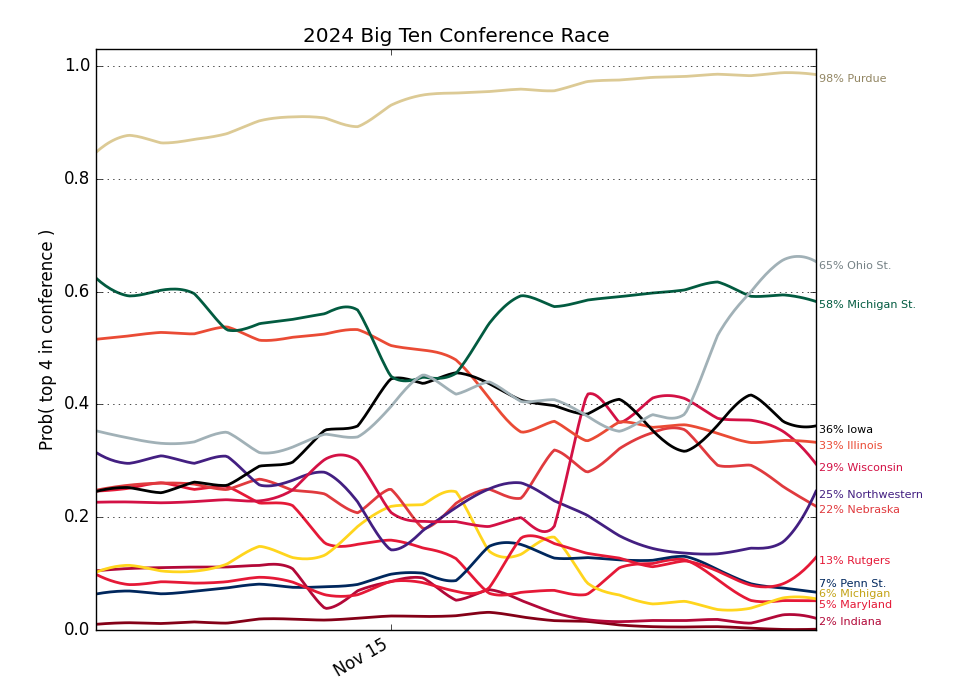 2024 Big Ten Conference Race
1.0
0.8
0.6
0.4
0.2
0.0
Prob( top 4 in conference )
Nov 15
98% Purdue
65% Ohio St.
58% Michigan St.
36% Iowa
33% Illinois
29% Wisconsin
25% Northwestern
22% Nebraska
13% Rutgers
7% Penn St.
6% Michigan
5% Maryland
2% Indiana